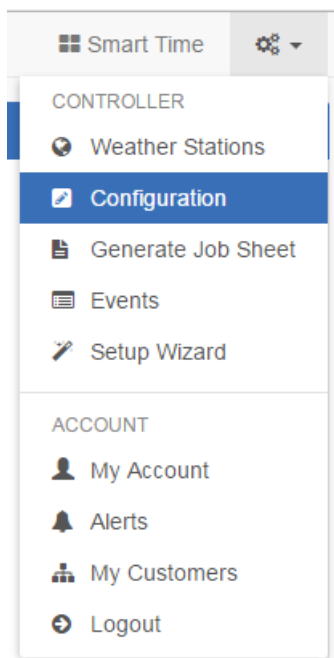 Smart Time
CONTROLLER
Weather Stations
Configuration
Generate Job Sheet
Events
Setup Wizard
ACCOUNT
My Account
Alerts
My Customers
Logout